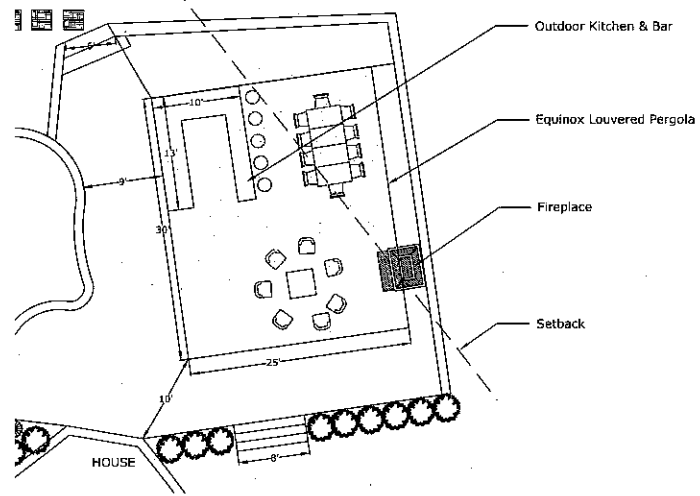 Outdoor Kitchen & Bar
5'
10'
Equinox Louvered Pergola
13'
9'
30'
Fireplace
Setback
25'
10'
8'
HOUSE